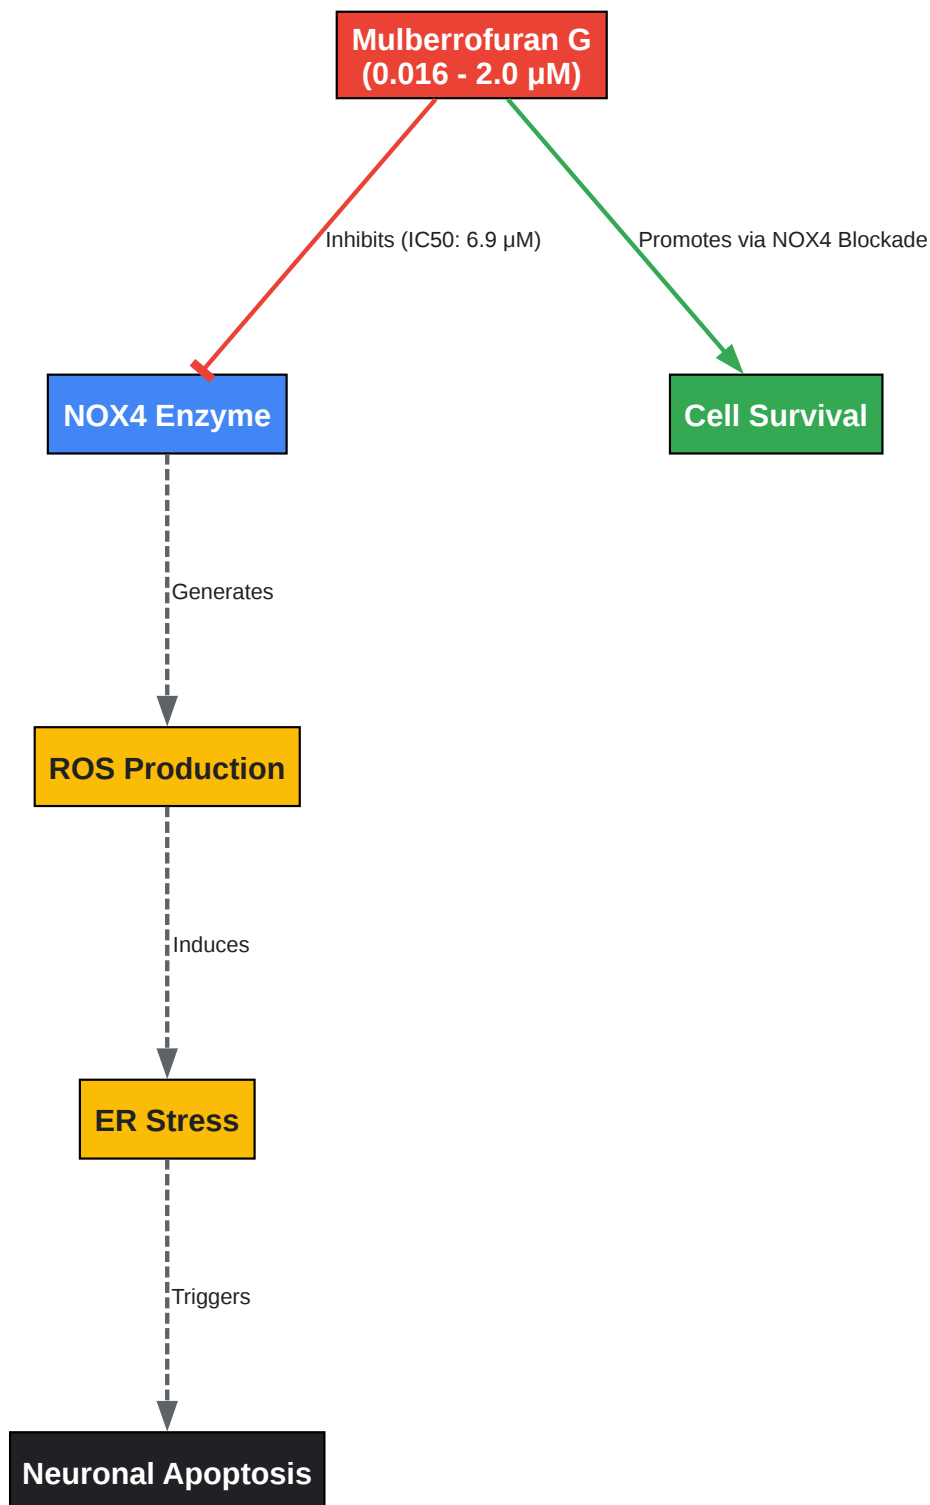 Mulberrofuran G
(0.016 - 2.0 μM)
Inhibits (IC50: 6.9 μM)
Promotes via NOX4 Blockade
NOX4 Enzyme
Cell Survival
Generates
ROS Production
Induces
ER Stress
Triggers
Neuronal Apoptosis